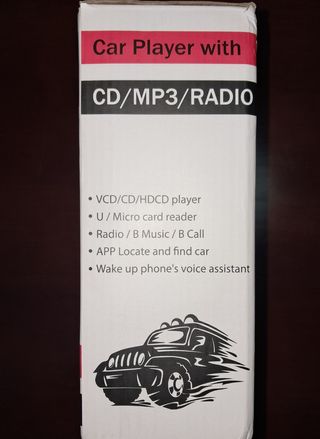 Car Player with
CD/MP3/RADIO
• VCD/CD/HDCD player
• U / Micro card reader
• Radio / B Music / B Call
• APP Locate and find car
• Wake up phone's voice assistant